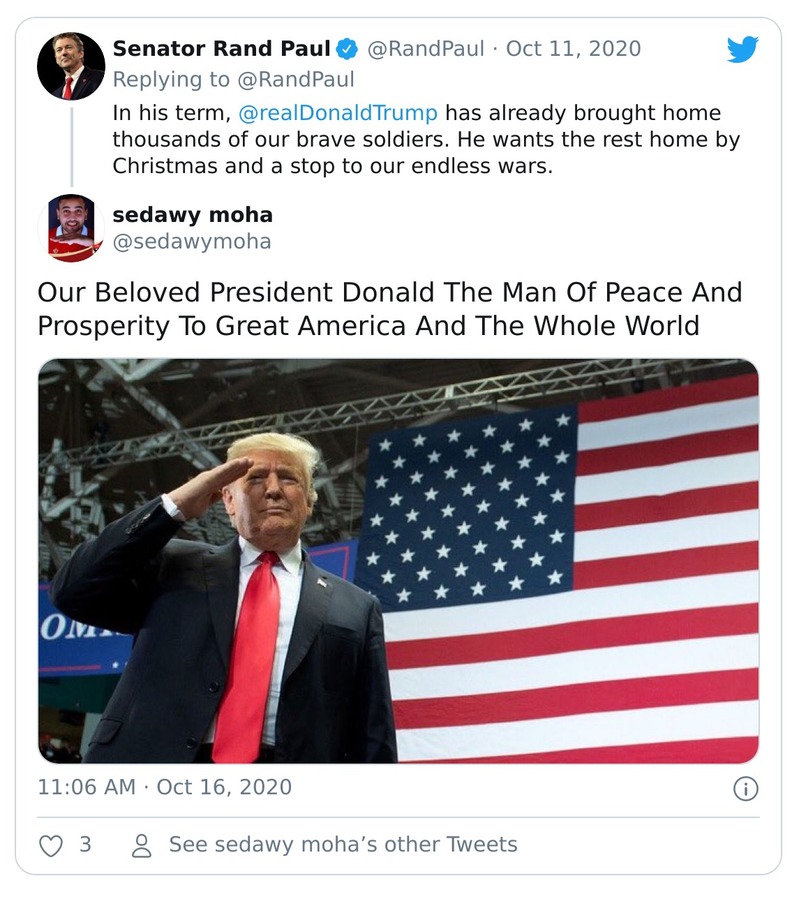 Senator Rand Paul @RandPaul · Oct 11, 2020
Replying to @RandPaul
In his term, @realDonaldTrump has already brought home
thousands of our brave soldiers. He wants the rest home by
Christmas and a stop to our endless wars.
sedawy moha
@sedawymoha
Our Beloved President Donald The Man Of Peace And
Prosperity To Great America And The Whole World
11:06 AM · Oct 16, 2020
3
See sedawy moha’s other Tweets